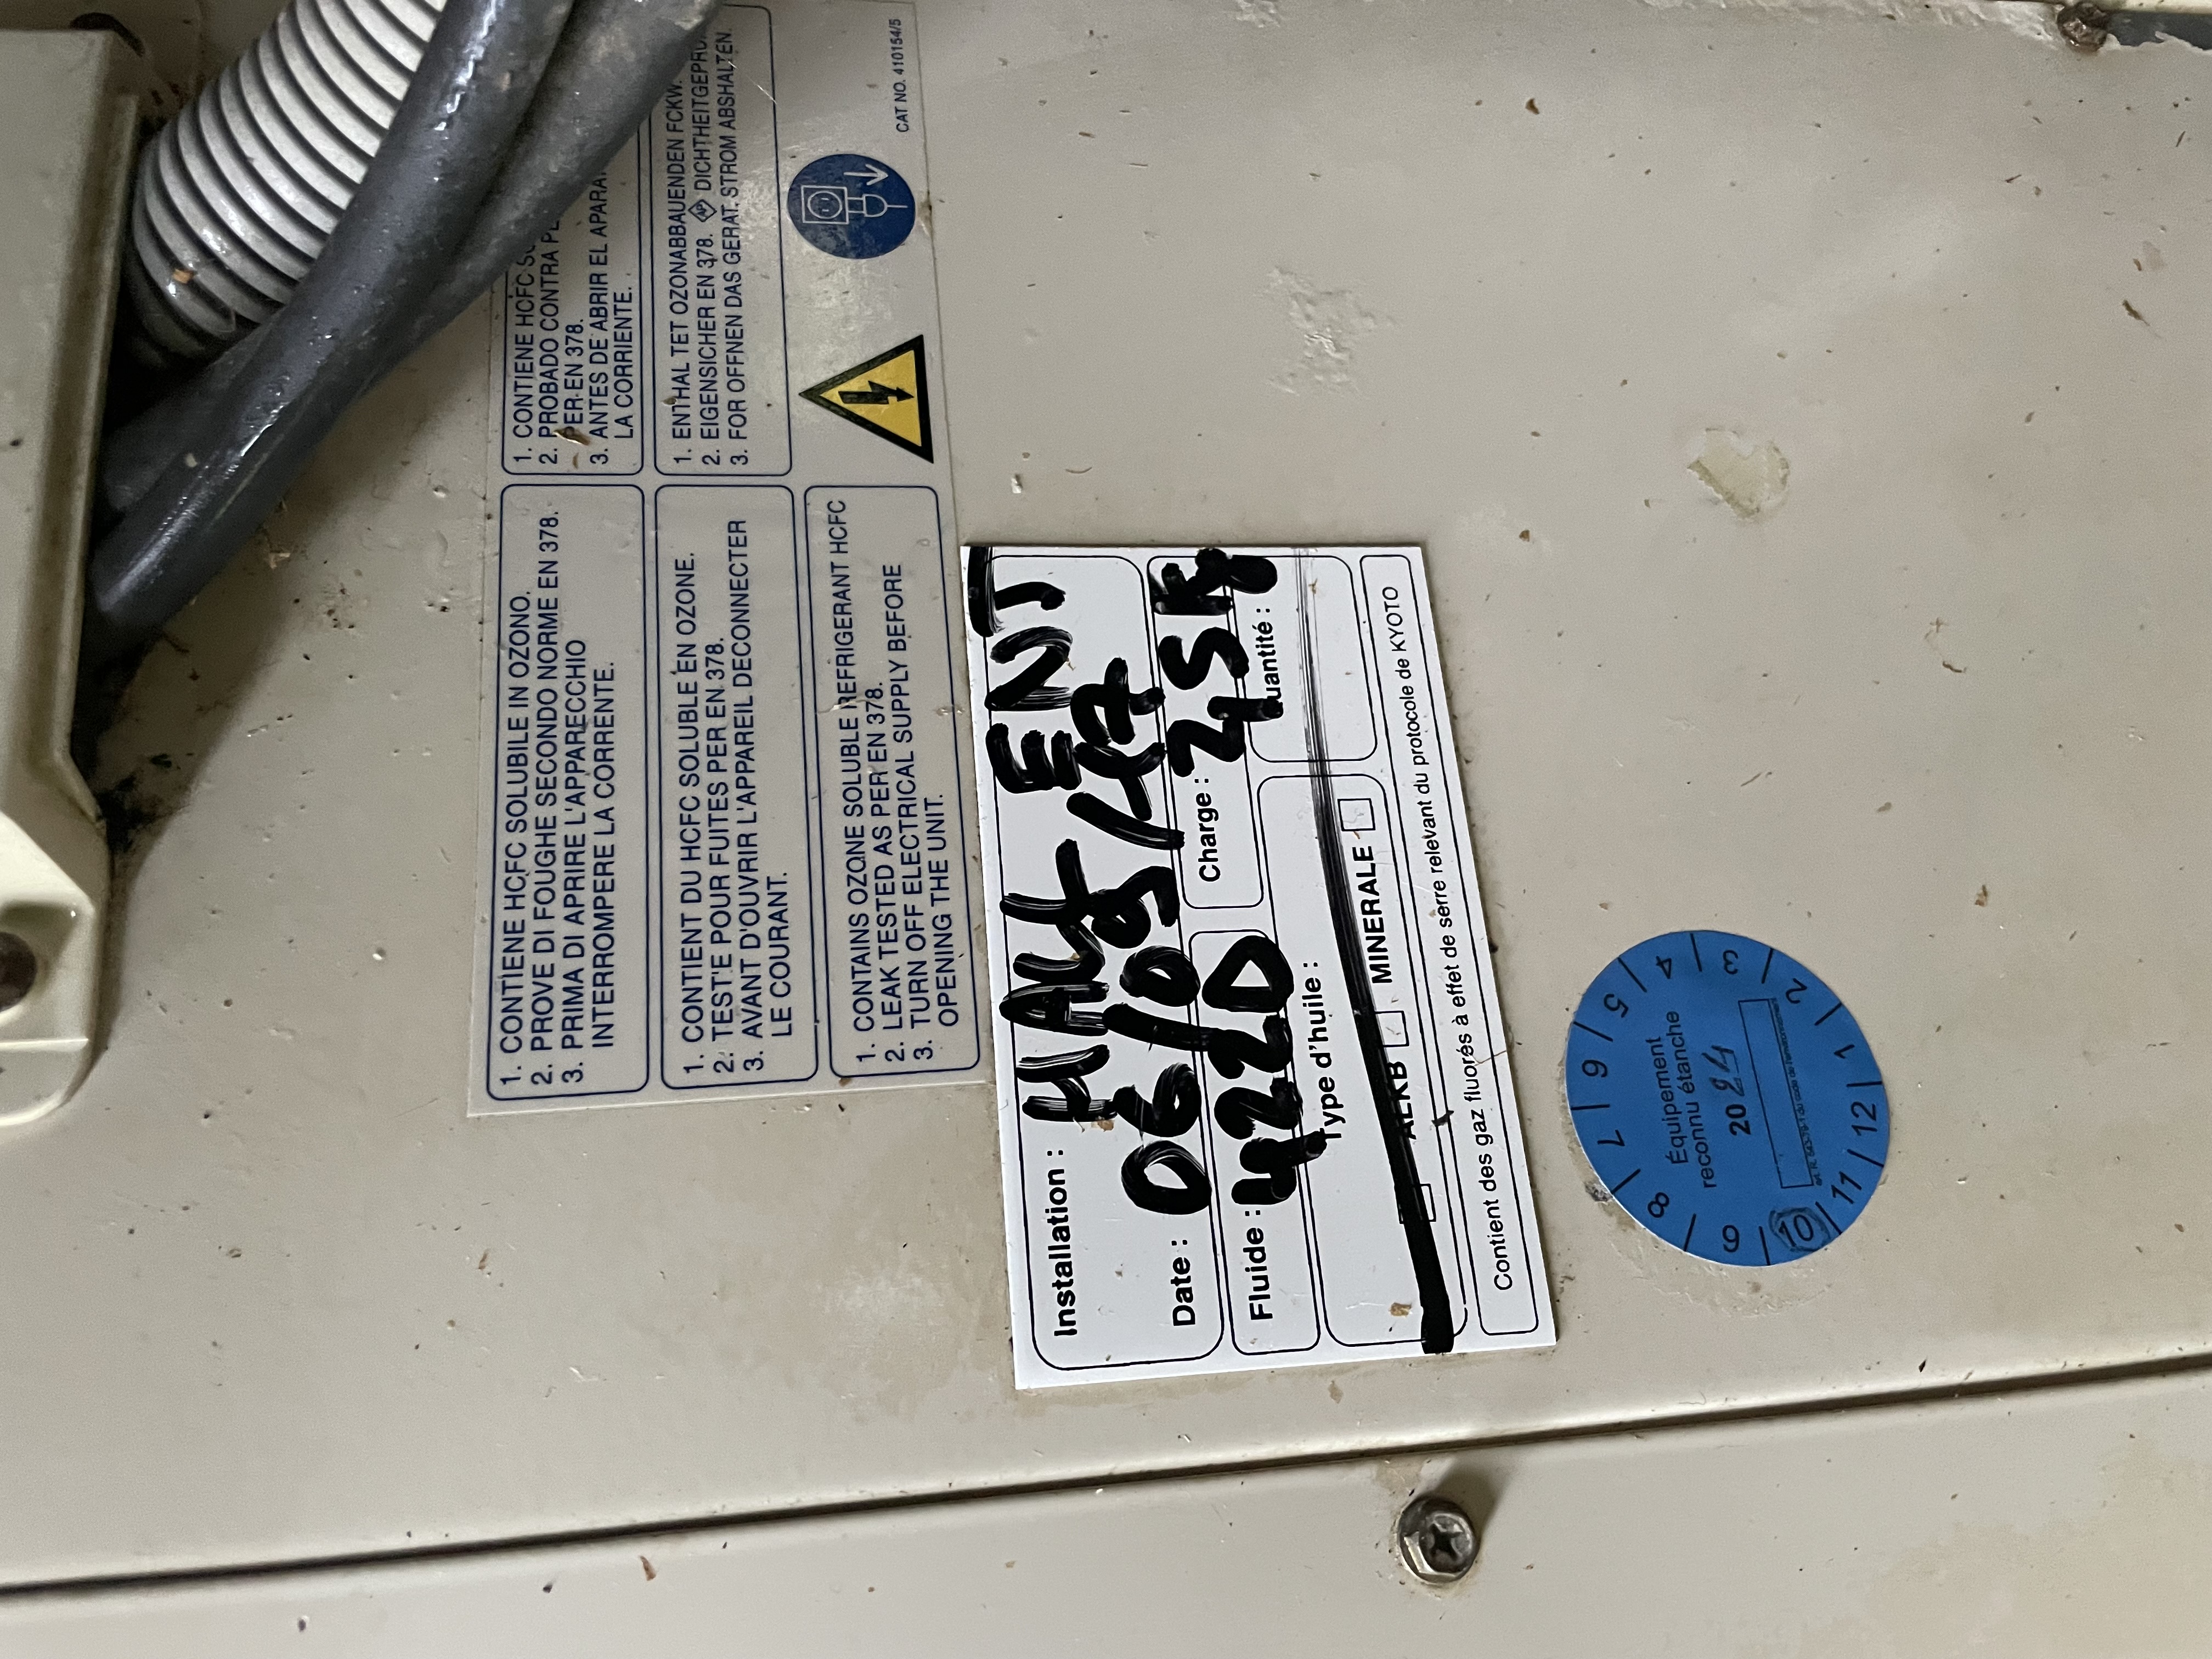 1. CONTIENE HCFC SOLUBILE IN OZONO.
2. PROVE DI FOUGHE SECONDO NORME EN 378.
3. PRIMA DI APRIRE L'APPARECCHIO
INTERROMPERE LA CORRENTE.
1. CONTIENE HCFC
2. PROBADO CONTRA
PER EN 378.
3. ANTES DE ABRIR EL
LA CORRIENTE.
1. CONTIENT DU HCFC SOLUBLE EN OZONE.
2. TEST'E POUR FUITES PER EN 378.
3. AVANT D'OUVRIR L'APPAREIL DECONNECTER
LE COURANT.
1. ENTHAL TET OZONABBAUENDEN FCKW.
2. EIGENSICHER EN 378.
3. FOR OFFNEN DAS GERAT. STROM ABSHALTEN.
1. CONTAINS OZONE SOLUBLE REFRIGERANT HCFC
2. LEAK TESTED AS PER EN 378.
3. TURN OFF ELECTRICAL SUPPLY BEFORE
OPENING THE UNIT.
CAT NO. 410154/5
Installation :
Date : 06/09/17
Charge : 2,5 Kg
Fluide : 422D
Quantité :
Type d'huile :
MINERALE
Contient des gaz fluorés à effet de serre relevant du protocole de KYOTO
Équipement
reconnu étanche
2024
1 2 3 4 5 6 7 8 9 10 11 12